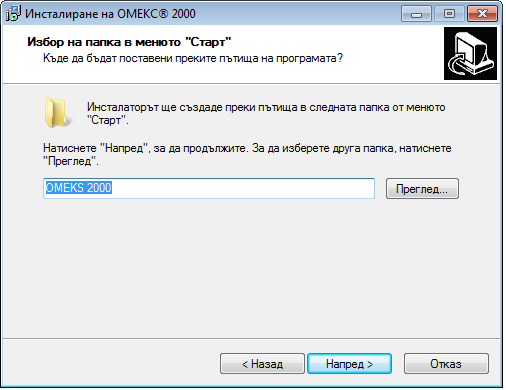 Инсталиране на ОМЕКС® 2000
Избор на папка в менюто "Старт"
Къде да бъдат поставени преките пътища на програмата?
Инсталаторът ще създаде преки пътища в следната папка от менюто
"Старт".
Натиснете "Напред", за да продължите. За да изберете друга папка, натиснете
"Преглед".
OMEKS 2000
Преглед...
< Назад
Напред >
Отказ